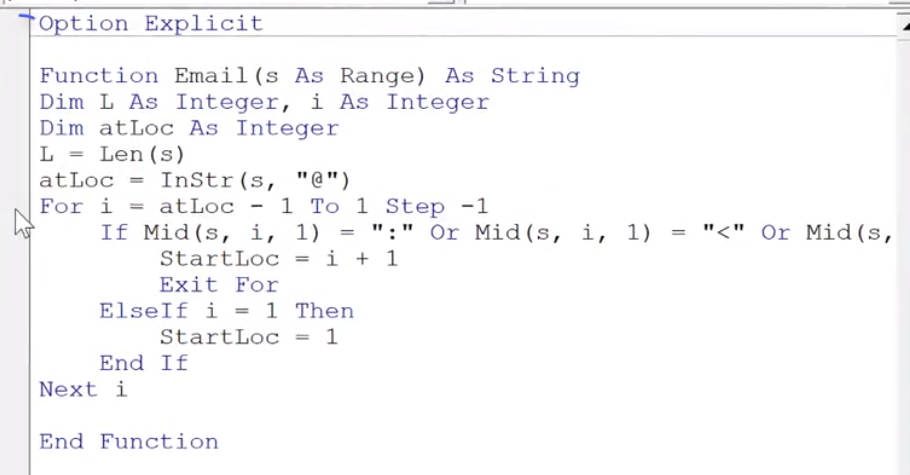 Option Explicit
Function Email(s As Range) As String
Dim L As Integer, i As Integer
Dim atLoc As Integer
L = Len(s)
atLoc = InStr(s, "@")
For i = atLoc - 1 To 1 Step -1
If Mid(s, i, 1) = ":" Or Mid(s, i, 1) = "<" Or Mid(s,
StartLoc = i + 1
Exit For
ElseIf i = 1 Then
StartLoc = 1
End If
Next i
End Function